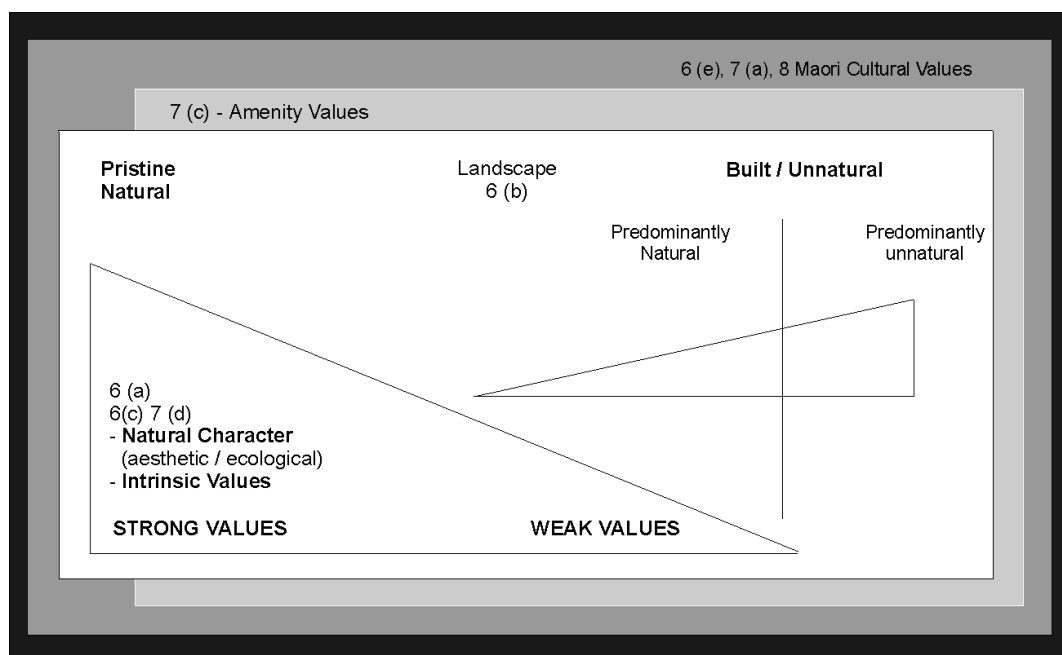 6 (e), 7 (a), 8 Maori Cultural Values
7 (c) - Amenity Values
Pristine
Natural
Landscape
6 (b)
Built / Unnatural
Predominantly
Natural
Predominantly
unnatural
6 (a)
6(c) 7 (d)
- Natural Character
(aesthetic / ecological)
- Intrinsic Values
STRONG VALUES
WEAK VALUES